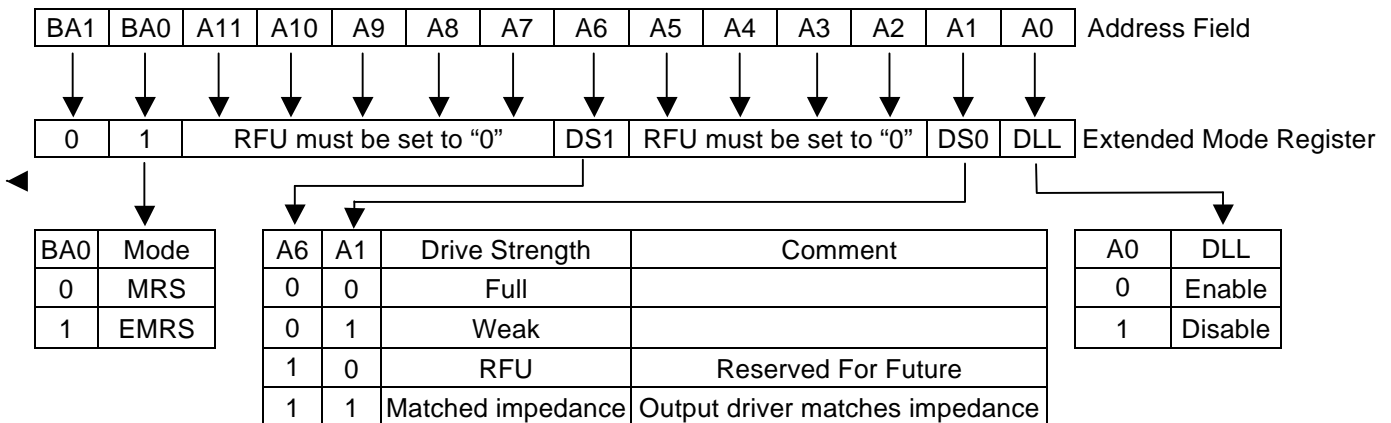 BA1 BA0 A11 A10 A9 A8 A7 A6 A5 A4 A3 A2 A1 A0 Address Field
0 1 RFU must be set to “0” DS1 RFU must be set to “0” DS0 DLL Extended Mode Register
BA0 Mode A6 A1 Drive Strength Comment A0 DLL
0 MRS 0 0 Full 0 Enable
1 EMRS 0 1 Weak 1 Disable
1 0 RFU Reserved For Future
1 1 Matched impedance Output driver matches impedance